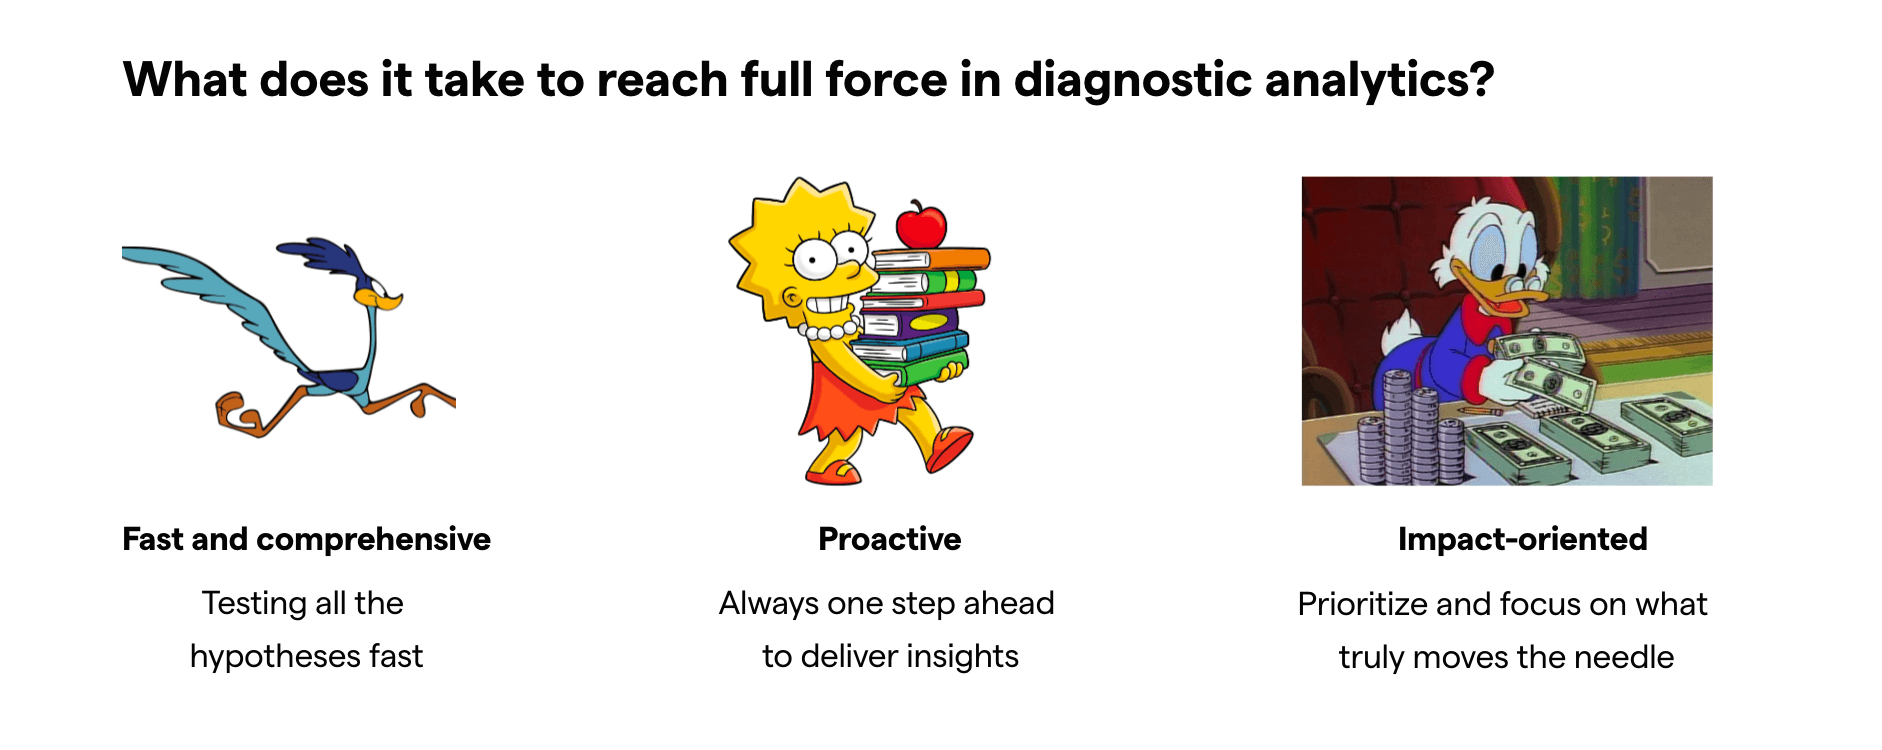 What does it take to reach full force in diagnostic analytics?
Fast and comprehensive
Testing all the
hypotheses fast
Proactive
Always one step ahead
to deliver insights
Impact-oriented
Prioritize and focus on what
truly moves the needle